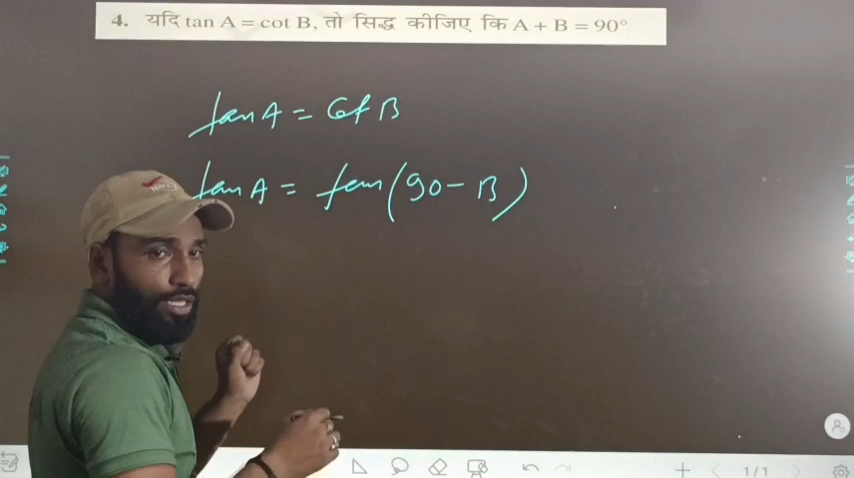 4. यदि tan A = cot B, तो सिद्ध कीजिए कि A + B = 90°
tan A = Cot B
tan A = tan (90 - B)
1/1